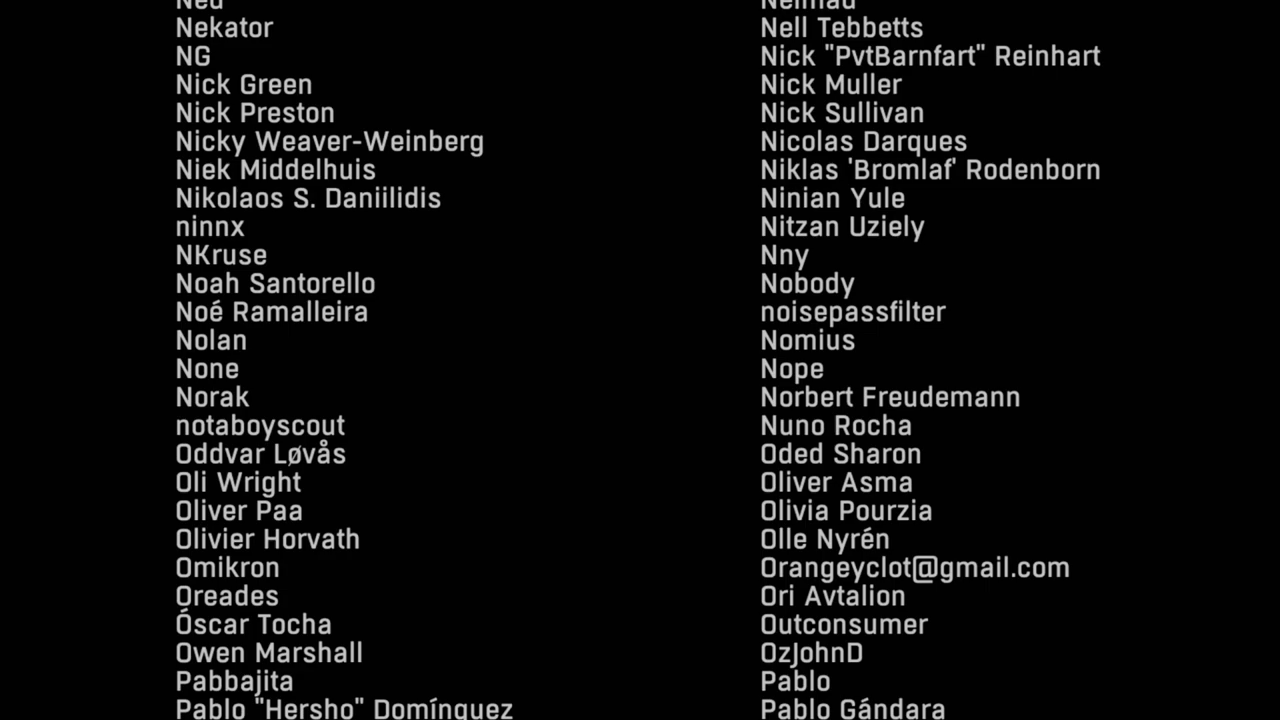 Ned
Nekator
NG
Nick Green
Nick Preston
Nicky Weaver-Weinberg
Niek Middelhuis
Nikolaos S. Daniilidis
ninnx
NKruse
Noah Santorello
Noé Ramalleira
Nolan
None
Norak
notaboyscout
Oddvar Løvås
Oli Wright
Oliver Paa
Olivier Horvath
Omikron
Oreades
Óscar Tocha
Owen Marshall
Pabbajita
Pablo "Hersho" Domínguez
Nell Tebbetts
Nick "PvtBarnfart" Reinhart
Nick Muller
Nick Sullivan
Nicolas Darques
Niklas 'Bromlaf' Rodenborn
Ninian Yule
Nitzan Uziely
Nny
Nobody
noisepassfilter
Nomius
Nope
Norbert Freudemann
Nuno Rocha
Oded Sharon
Oliver Asma
Olivia Pourzia
Olle Nyrén
Orangeyclot@gmail.com
Ori Avtalion
Outconsumer
OzJohnD
Pablo
Pablo Gándara